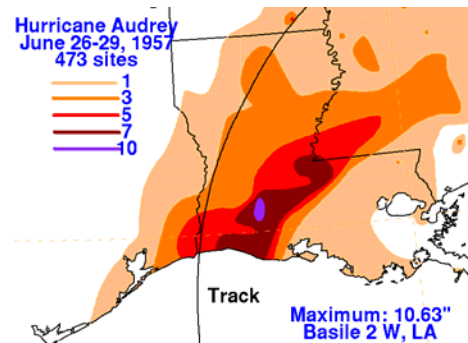 Hurricane Audrey
June 26-29, 1957
473 sites
1
3
5
7
10
Track
Maximum: 10.63"
Basile 2 W, LA